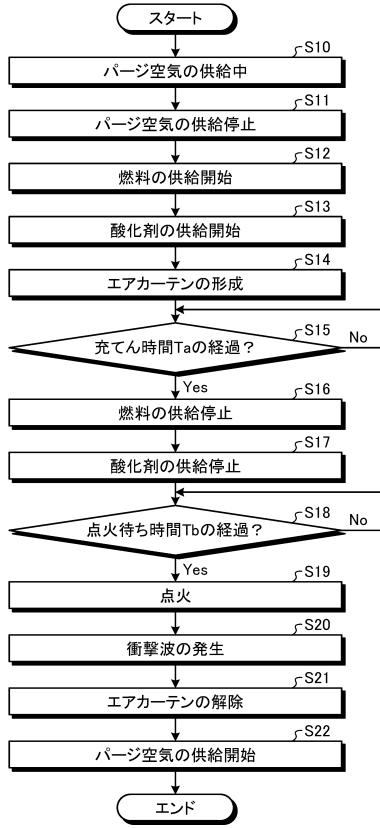 スタート
S10
パージ空気の供給中
S11
パージ空気の供給停止
S12
燃料の供給開始
S13
酸化剤の供給開始
S14
エアカーテンの形成
S15
充てん時間Taの経過？
No
Yes
S16
燃料の供給停止
S17
酸化剤の供給停止
S18
点火待ち時間Tbの経過？
No
Yes
S19
点火
S20
衝撃波の発生
S21
エアカーテンの解除
S22
パージ空気の供給開始
エンド